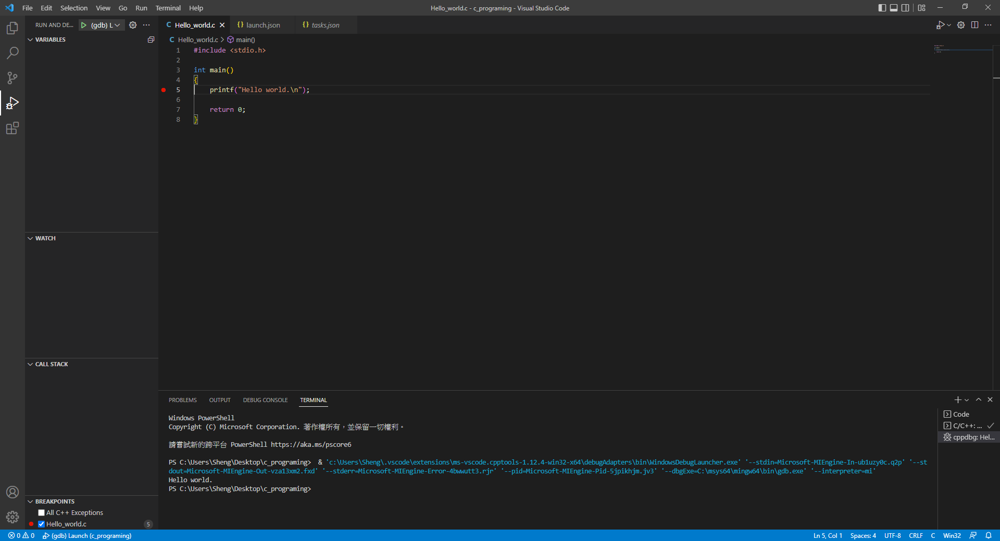 File Edit Selection View Go Run Terminal Help
Hello_world.c - c_programing - Visual Studio Code
RUN AND DE... (gdb) L
VARIABLES
WATCH
CALL STACK
BREAKPOINTS
All C++ Exceptions
Hello_world.c 5
Hello_world.c launch.json tasks.json
C Hello_world.c > main()
1 #include <stdio.h>
2
3 int main()
4 {
5 printf("Hello world.\n");
6
7 return 0;
8 }
PROBLEMS OUTPUT DEBUG CONSOLE TERMINAL
Windows PowerShell
Copyright (C) Microsoft Corporation. 著作權所有，並保留一切權利。
請嘗試新的跨平台 PowerShell https://aka.ms/pscore6
PS C:\Users\Sheng\Desktop\c_programing>  & 'c:\Users\Sheng\.vscode\extensions\ms-vscode.cpptools-1.12.4-win32-x64\debugAdapters\bin\WindowsDebugLauncher.exe' '--stdin=Microsoft-MIEngine-In-ub1uzy0c.q2p' '--st
dout=Microsoft-MIEngine-Out-vza13xm2.fxd' '--stderr=Microsoft-MIEngine-Error-4bwwutt3.rjr' '--pid=Microsoft-MIEngine-Pid-5jpikhjm.jv3' '--dbgExe=C:\msys64\mingw64\bin\gdb.exe' '--interpreter=mi'
Hello world.
PS C:\Users\Sheng\Desktop\c_programing>
Code
C/C++: ...
cppdbg: Hel...
0 0 (gdb) Launch (c_programing)
Ln 5, Col 1 Spaces: 4 UTF-8 CRLF C Win32